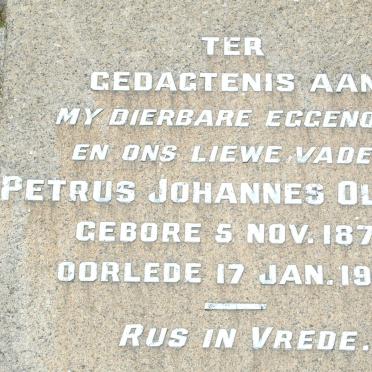 TER
GEDAGTENIS AAN
MY DIERBARE EGGENO
EN ONS LIEWE VADE
PETRUS JOHANNES OL
GEBORE 5 NOV. 187
OORLEDE 17 JAN. 19
RUS IN VREDE.